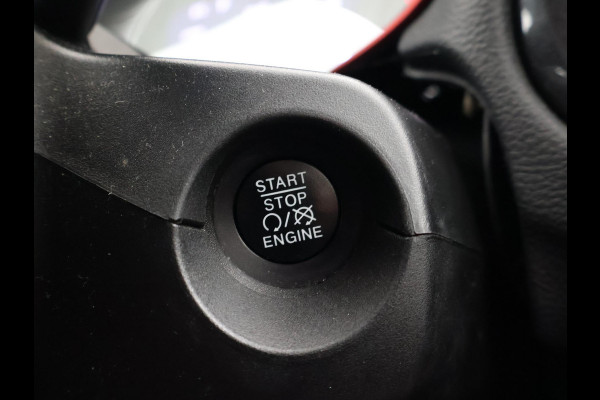 START
STOP
/
ENGINE